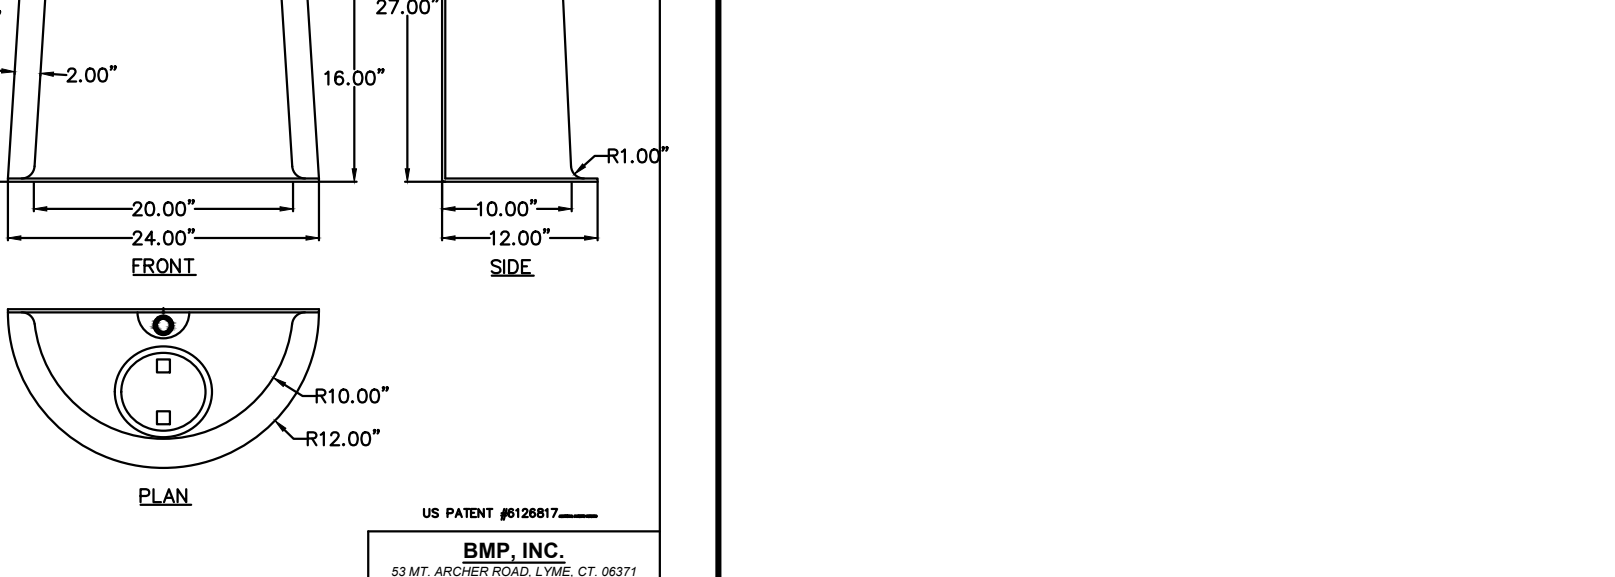 27.00"
2.00"
16.00"
R1.00"
20.00"
10.00"
24.00"
12.00"
FRONT
SIDE
R10.00"
R12.00"
PLAN
US PATENT #6126817
BMP, INC.
53 MT. ARCHER ROAD, LYME, CT. 06371